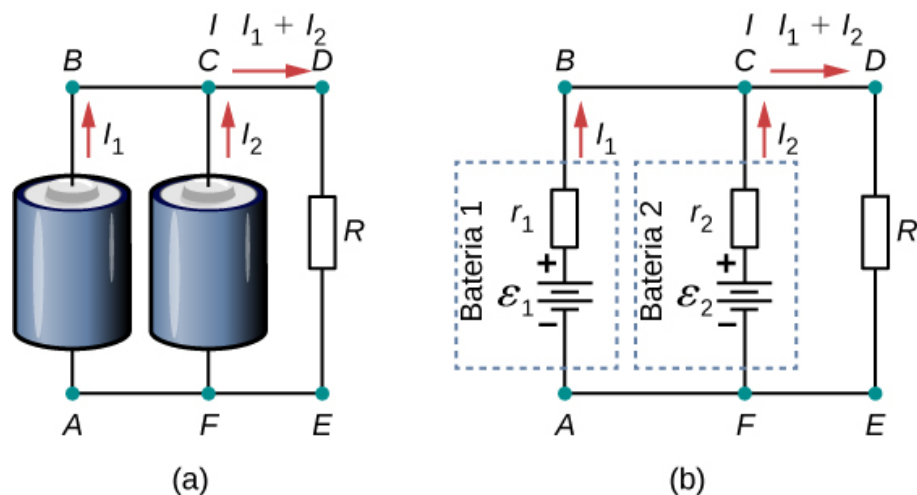 I I₁ + I₂
B C D
I₁ I₂
R
A F E
(a)
I I₁ + I₂
B C D
I₁ I₂
Bateria 1 r₁ + ε₁ −
Bateria 2 r₂ + ε₂ −
R
A F E
(b)